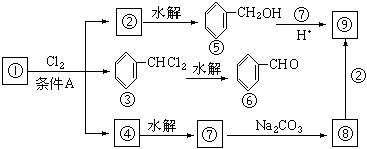 ② 水解 CH₂OH ⑦ ⑨
⑤ H⁺
① Cl₂ CHCl₂ 水解 CHO ②
条件A ③ ⑥
④ 水解 ⑦ Na₂CO₃ ⑧